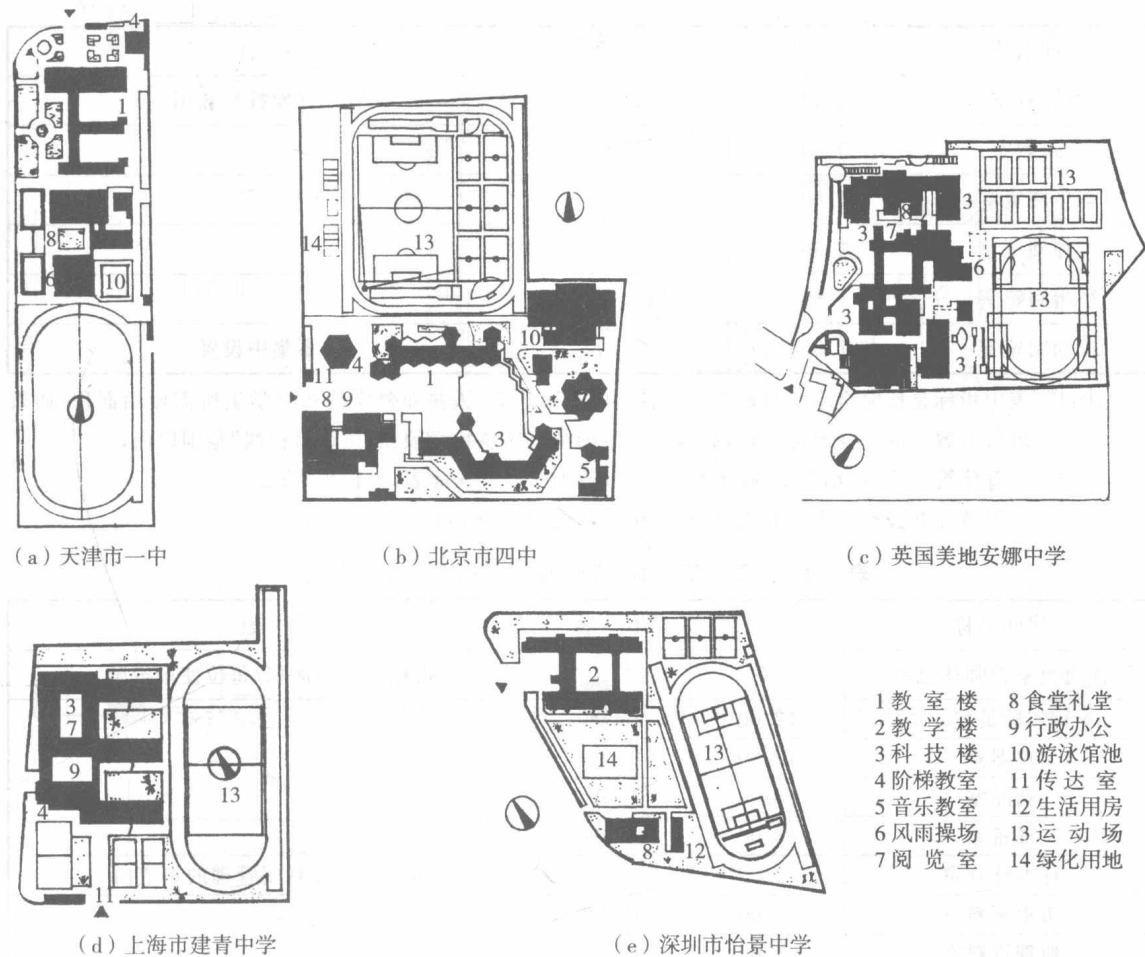 4
1
8
6
10
(a)天津市一中
14
13
10
4
1
11
8 9
7
3
5
(b)北京市四中
13
3
8
3 7
6
13
3
3
(c)英国美地安娜中学
3
7
9
13
4
11
(d)上海市建青中学
2
14
13
8
12
(e)深圳市怡景中学
1 教室楼 8 食堂礼堂
2 教学楼 9 行政办公
3 科技楼 10 游泳馆池
4 阶梯教室 11 传达室
5 音乐教室 12 生活用房
6 风雨操场 13 运动场
7 阅览室 14 绿化用地